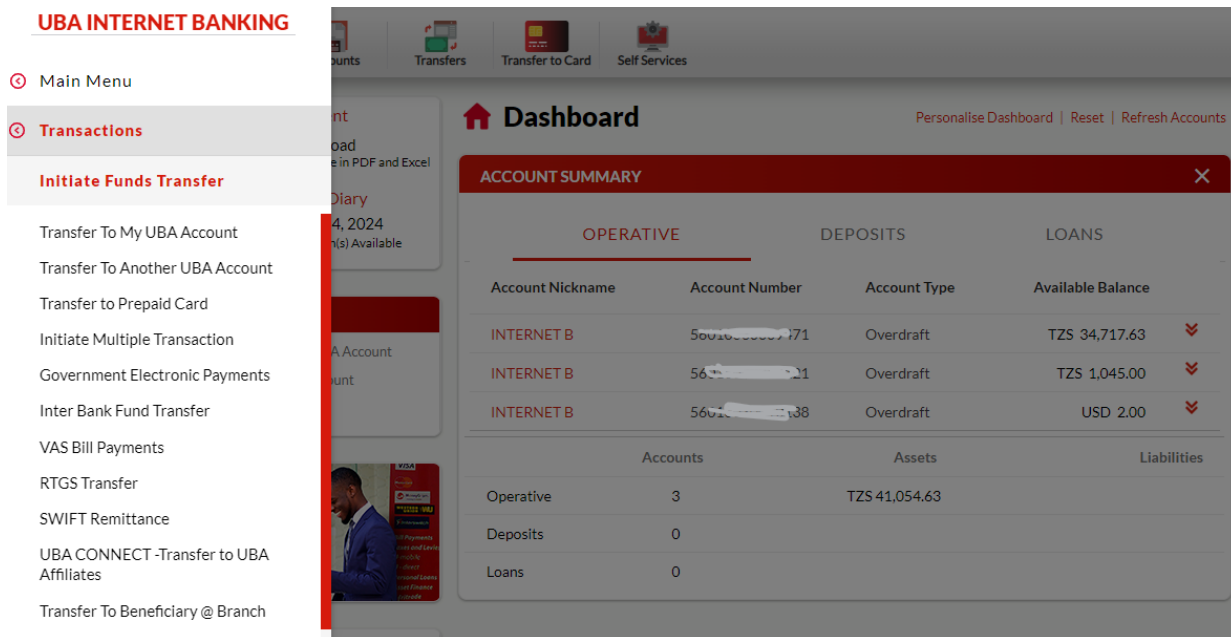 UBA INTERNET BANKING
Main Menu
Transactions
Initiate Funds Transfer
Transfer To My UBA Account
Transfer To Another UBA Account
Transfer to Prepaid Card
Initiate Multiple Transaction
Government Electronic Payments
Inter Bank Fund Transfer
VAS Bill Payments
RTGS Transfer
SWIFT Remittance
UBA CONNECT -Transfer to UBA
Affiliates
Transfer To Beneficiary @ Branch
ounts Transfers Transfer to Card Self Services
nt
oad
e in PDF and Excel
Diary
4, 2024
n(s) Available
A Account
ount
VISA
Dashboard
Personalise Dashboard | Reset | Refresh Accounts
ACCOUNT SUMMARY
OPERATIVE DEPOSITS LOANS
Account Nickname Account Number Account Type Available Balance
INTERNET B Overdraft TZS 34,717.63
INTERNET B Overdraft TZS 1,045.00
INTERNET B Overdraft USD 2.00
Accounts Assets Liabilities
Operative 3 TZS 41,054.63
Deposits 0
Loans 0